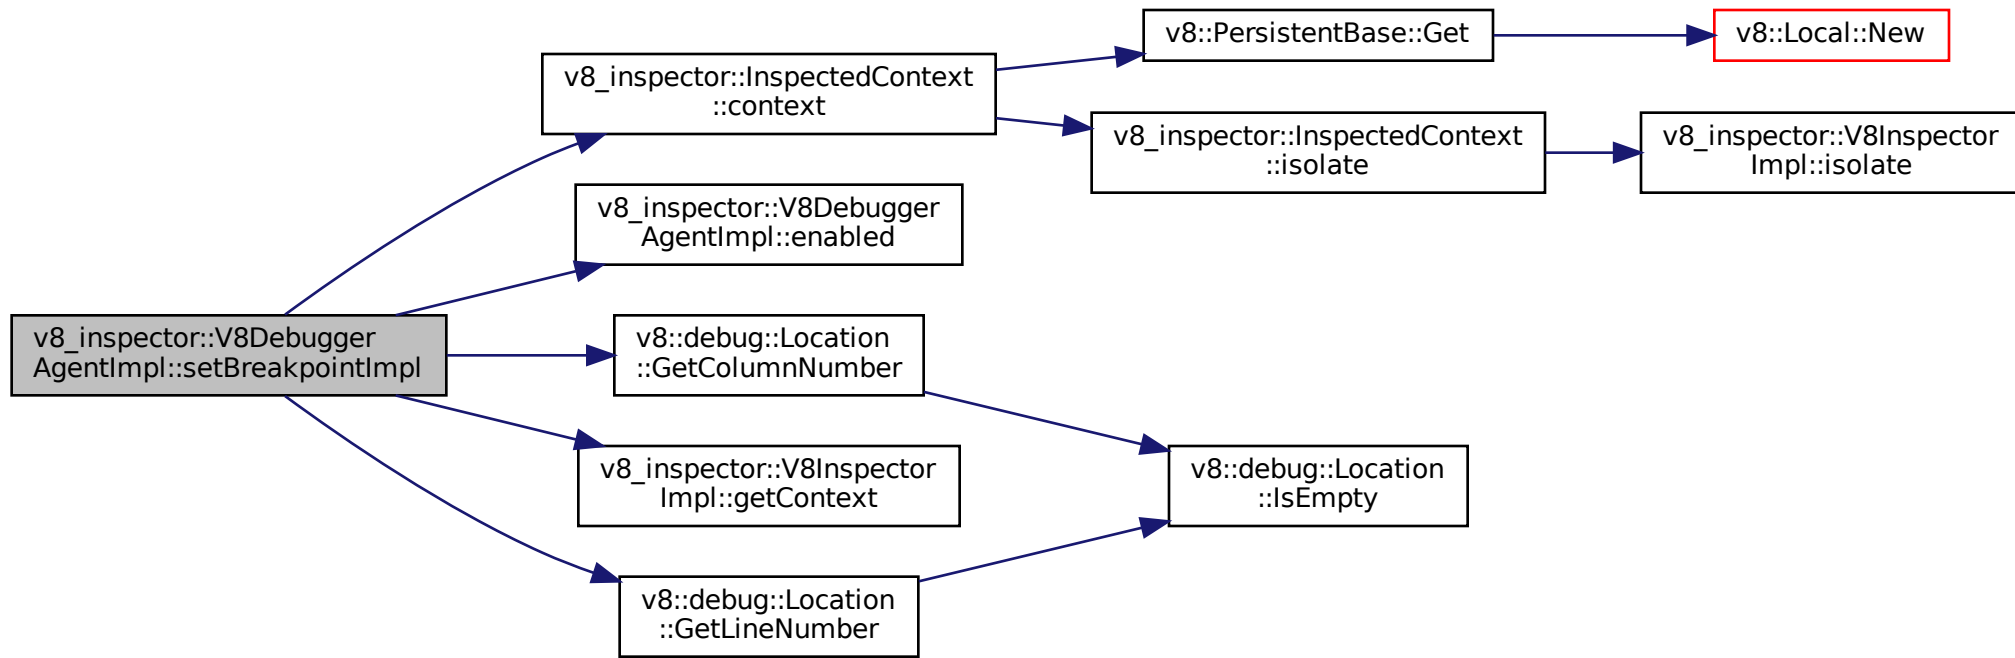 v8_inspector::V8Debugger
AgentImpl::setBreakpointImpl
v8_inspector::InspectedContext
::context
v8::PersistentBase::Get
v8::Local::New
v8_inspector::InspectedContext
::isolate
v8_inspector::V8Inspector
Impl::isolate
v8_inspector::V8Debugger
AgentImpl::enabled
v8::debug::Location
::GetColumnNumber
v8_inspector::V8Inspector
Impl::getContext
v8::debug::Location
::IsEmpty
v8::debug::Location
::GetLineNumber